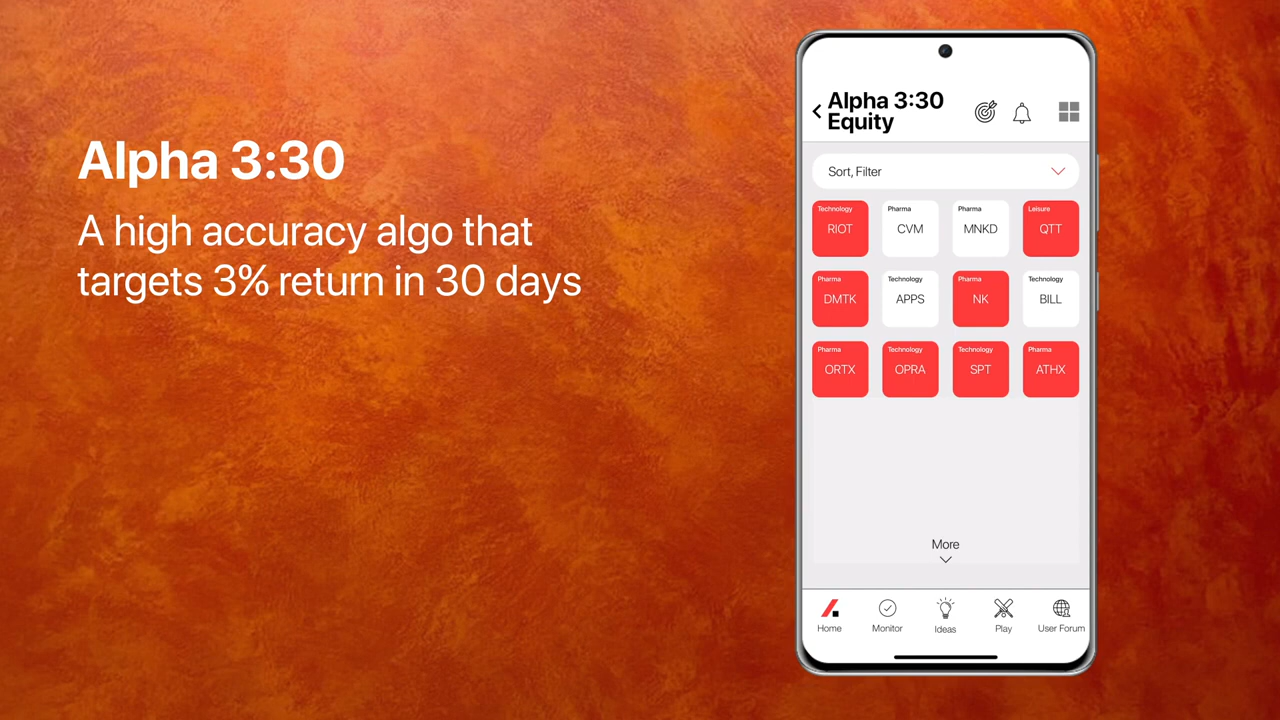 Alpha 3:30
A high accuracy algo that
targets 3% return in 30 days
Alpha 3:30
Equity
Sort, Filter
Technology Pharma Pharma Leisure
RIOT CVM MNKD QTT
Pharma Technology Pharma Technology
DMTK APPS NK BILL
Pharma Technology Technology Pharma
ORTX OPRA SPT ATHX
More
Home Monitor Ideas Play User Forum